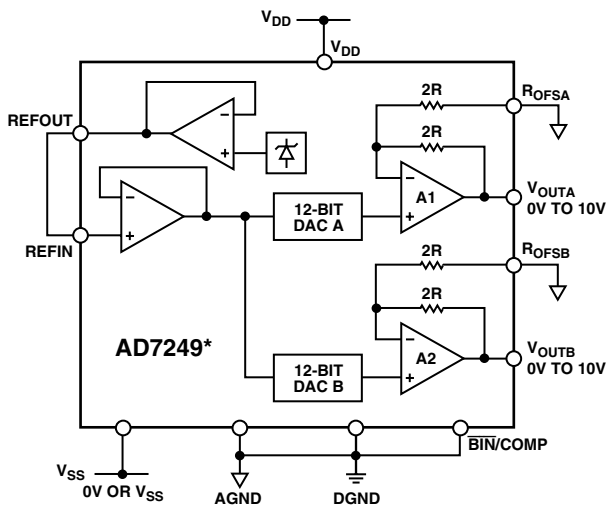 VDD
VDD
2R
ROFSA
REFOUT
−
+
2R
−
+
A1
VOUTA
0V TO 10V
−
+
12-BIT
DAC A
REFIN
2R
ROFSB
2R
AD7249*
−
+
A2
VOUTB
0V TO 10V
12-BIT
DAC B
BIN/COMP
VSS
0V OR VSS
AGND
DGND